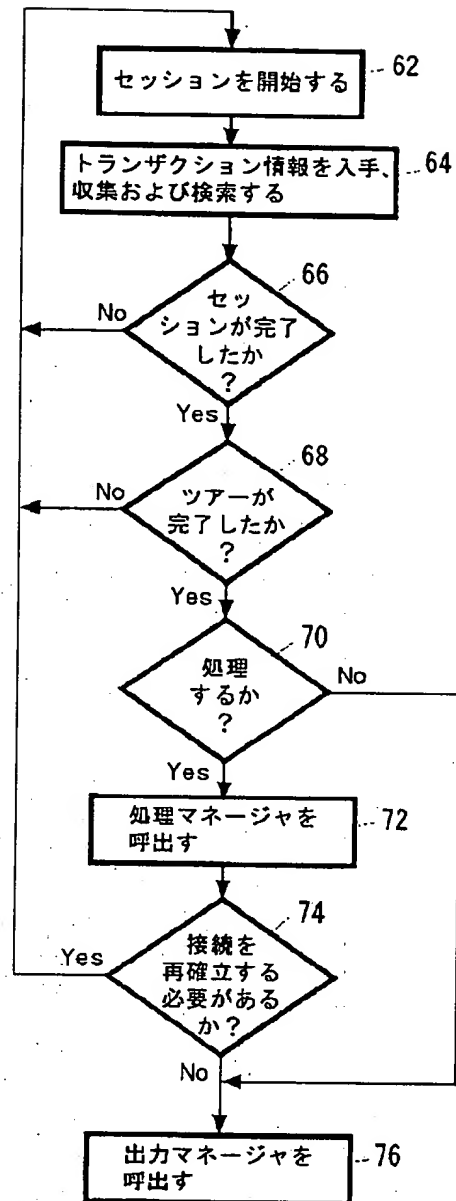 セッションを開始する
62
トランザクション情報を入手、
収集および検索する
64
66
セッ
ションが完了
したか
?
No
Yes
68
ツアーが
完了したか
?
No
Yes
70
処理
するか
?
No
Yes
処理マネージャを
呼出す
72
74
接続を
再確立する
必要がある
か?
Yes
No
出力マネージャを
呼出す
76